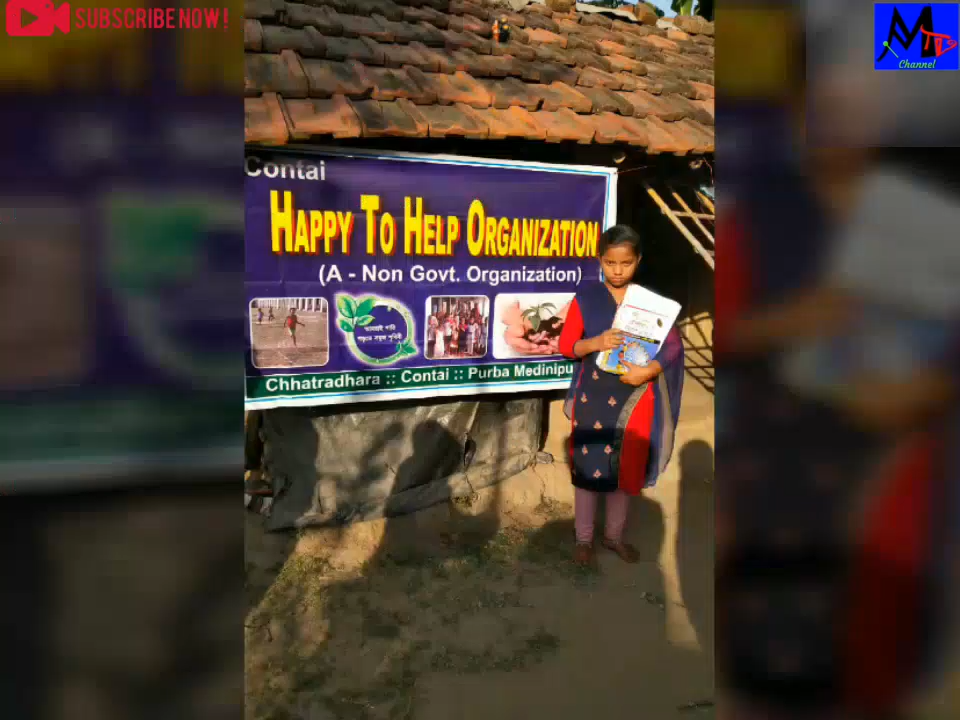 SUBSCRIBE NOW!
Channel
Contai
HAPPY TO HELP ORGANIZATION
(A - Non Govt. Organization)
Chhatradhara :: Contai :: Purba Medinipu